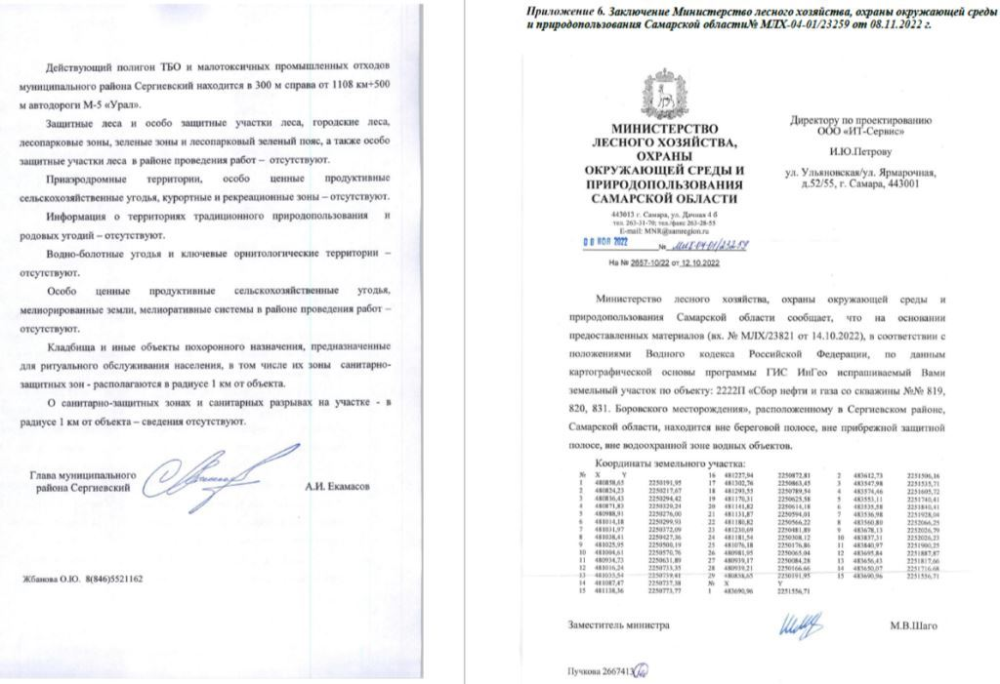 Действующий полигон ТБО и малотоксичных промышленных отходов
муниципального района Сергиевский находится в 300 м справа от 1108 км+500
м автодороги М-5 «Урал».
Защитные леса и особо защитные участки леса, городские леса,
лесопарковые зоны, зеленые зоны и лесопарковый зеленый пояс, а также особо
защитные участки леса в районе проведения работ – отсутствуют.
Приаэродромные территории, особо ценные продуктивные
сельскохозяйственные угодья, курортные и рекреационные зоны – отсутствуют.
Информация о территориях традиционного природопользования и
родовых угодий – отсутствуют.
Водно-болотные угодья и ключевые орнитологические территории –
отсутствуют.
Особо ценные продуктивные сельскохозяйственные угодья,
мелиорированные земли, мелиоративные системы в районе проведения работ –
отсутствуют.
Кладбища и иные объекты похоронного назначения, предназначенные
для ритуального обслуживания населения, в том числе их зоны санитарно-
защитных зон - располагаются в радиусе 1 км от объекта.
О санитарно-защитных зонах и санитарных разрывах на участке - в
радиусе 1 км от объекта – сведения отсутствуют.
Глава муниципального
района Сергиевский
А.И. Екамасов
Жбанова О.Ю. 8(846)5521162
Приложение 6. Заключение Министерство лесного хозяйства, охраны окружающей среды
и природопользования Самарской области№ МЛХ-04-01/23259 от 08.11.2022 г.
МИНИСТЕРСТВО
ЛЕСНОГО ХОЗЯЙСТВА,
ОХРАНЫ
ОКРУЖАЮЩЕЙ СРЕДЫ И
ПРИРОДОПОЛЬЗОВАНИЯ
САМАРСКОЙ ОБЛАСТИ
443013 г. Самара, ул. Дачная 4 б
тел. 263-31-70; тел./факс 263-28-55
E-mail: MNR@samregion.ru
08 НОЯ 2022 № МЛХ-04-01/23259
На № 2657-10/22 от 12.10.2022
Директору по проектированию
ООО «ИТ-Сервис»
И.Ю.Петрову
ул. Ульяновская/ул. Ярмарочная,
д.52/55, г. Самара, 443001
Министерство лесного хозяйства, охраны окружающей среды и
природопользования Самарской области сообщает, что на основании
предоставленных материалов (вх. № МЛХ/23821 от 14.10.2022), в соответствии с
положениями Водного кодекса Российской Федерации, по данным
картографической основы программы ГИС ИнГео испрашиваемый Вами
земельный участок по объекту: 2222П «Сбор нефти и газа со скважины №№ 819,
820, 831. Боровского месторождения», расположенному в Сергиевском районе,
Самарской области, находится вне береговой полосе, вне прибрежной защитной
полосе, вне водоохранной зоне водных объектов.
Координаты земельного участка:
№ X Y 16 481227,94 2250872,81 2 483612,73 2251506,16
1 480858,65 2250191,95 17 481302,76 2250863,45 3 483547,98 2251535,71
2 480824,23 2250217,67 18 481293,55 2250789,54 4 483574,46 2251605,72
3 480836,43 2250294,42 19 481170,31 2250625,58 5 483553,11 2251740,41
4 480871,83 2250329,24 20 481141,82 2250614,18 6 483535,58 2251840,41
5 480988,91 2250276,00 21 481131,87 2250594,01 7 483536,98 2251928,04
6 481014,18 2250299,93 22 481180,82 2250566,22 8 483560,80 2252066,25
7 481031,97 2250372,09 23 481230,69 2250481,89 9 483678,13 2252026,79
8 481038,41 2250427,36 24 481181,54 2250308,12 10 483837,31 2252026,23
9 481025,95 2250500,19 25 481076,18 2250176,86 11 483840,97 2251900,25
10 481004,61 2250570,76 26 480981,95 2250065,04 12 483695,84 2251887,87
11 480934,73 2250631,89 27 480939,17 2250084,28 13 483656,43 2251817,66
12 481016,24 2250733,35 28 480919,21 2250166,66 14 483650,07 2251716,68
13 481035,54 2250739,41 29 480858,65 2250191,95 15 483690,96 2251556,71
14 481087,47 2250737,38 № X Y
15 481138,36 2250773,77 1 483690,96 2251556,71
Заместитель министра
М.В.Шаго
Пучкова 2667413